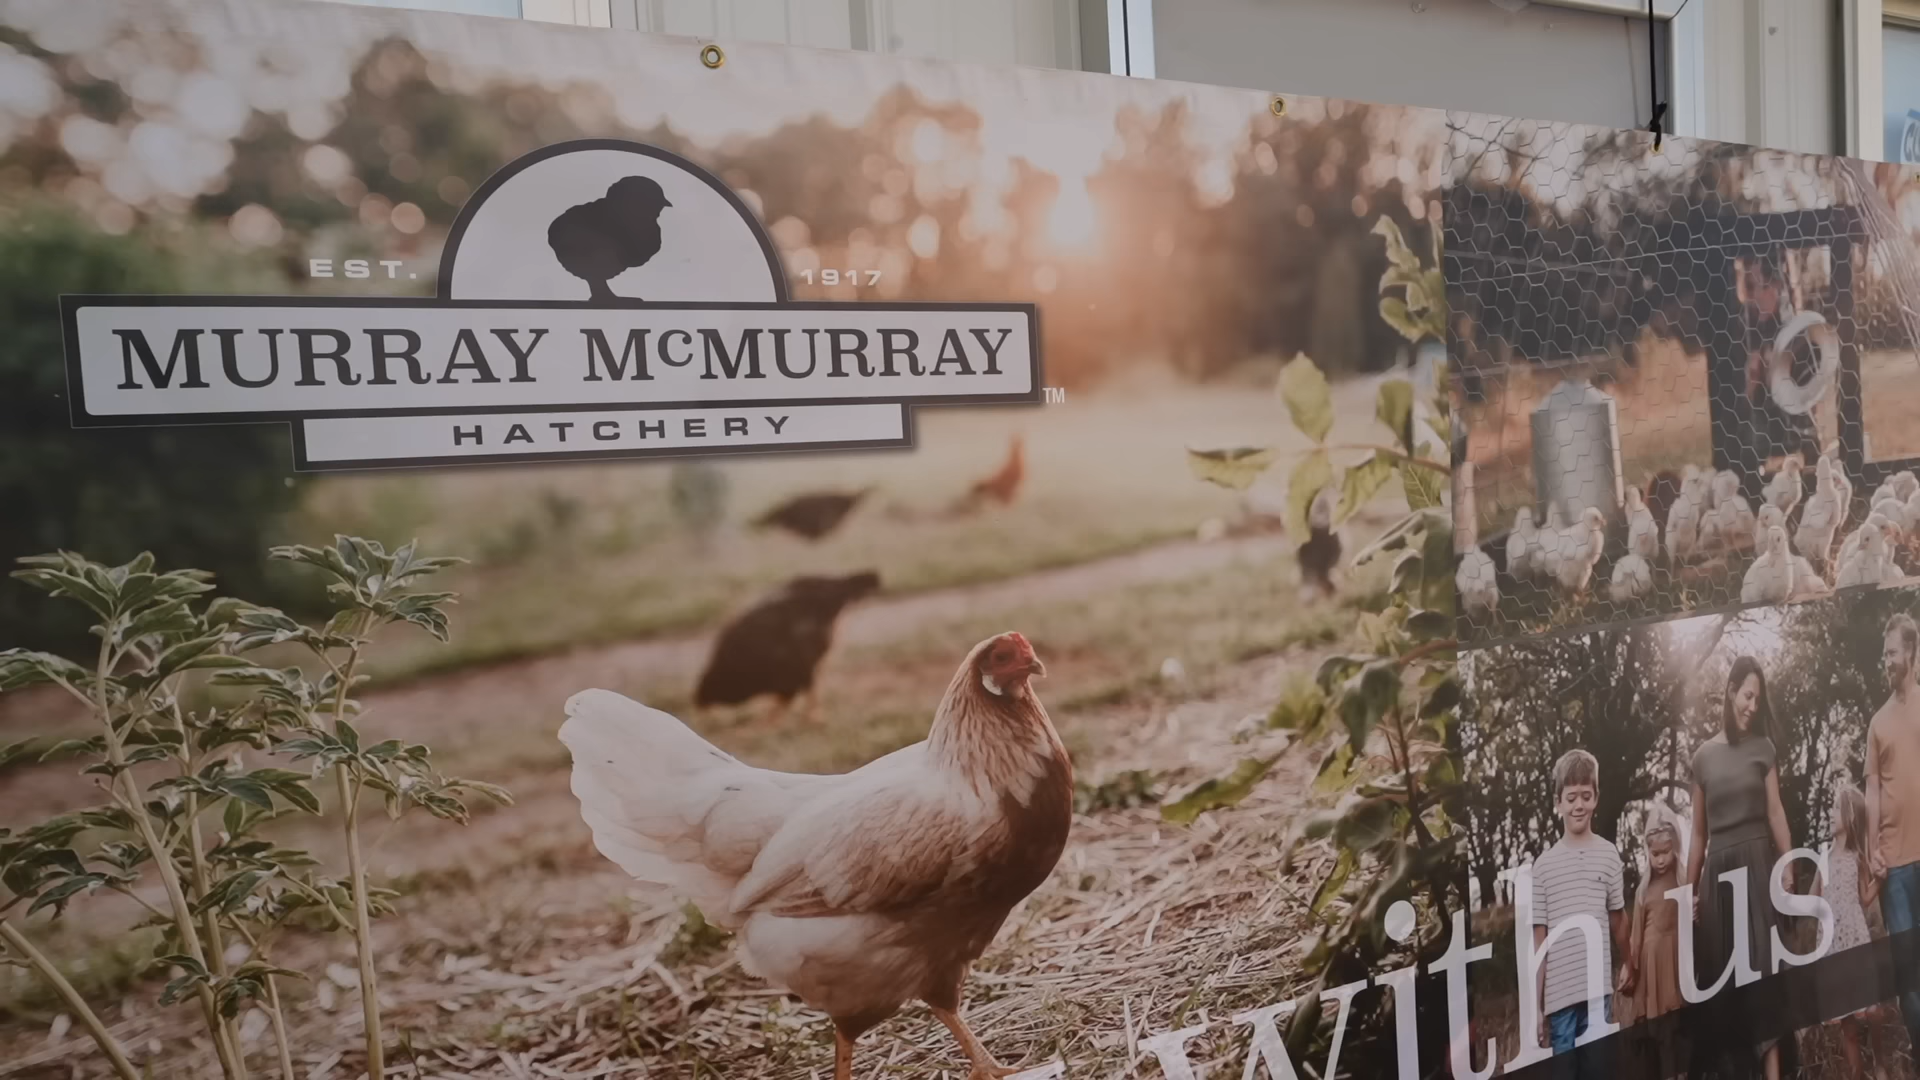 EST. 1917
MURRAY McMURRAY
TM
HATCHERY
with us